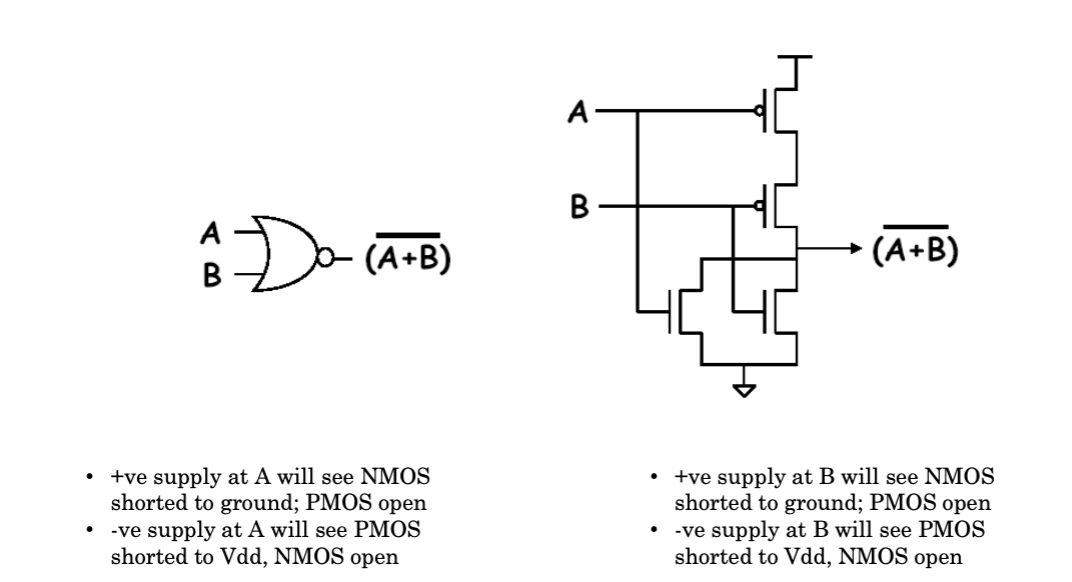 A
B
(A+B)
A
B
(A+B)
• +ve supply at A will see NMOS
shorted to ground; PMOS open
• -ve supply at A will see PMOS
shorted to Vdd, NMOS open
• +ve supply at B will see NMOS
shorted to ground; PMOS open
• -ve supply at B will see PMOS
shorted to Vdd, NMOS open